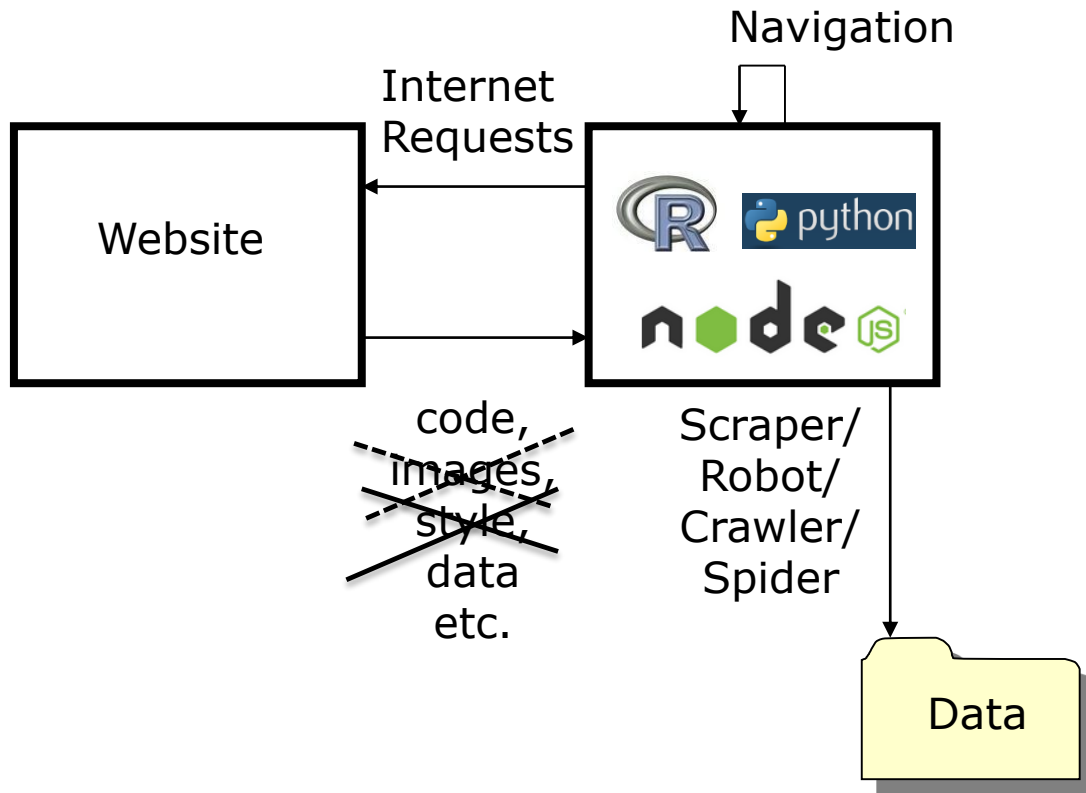 Navigation
Internet
Requests
Website
R
python
node
JS
code,
images,
style,
data
etc.
Scraper/
Robot/
Crawler/
Spider
Data